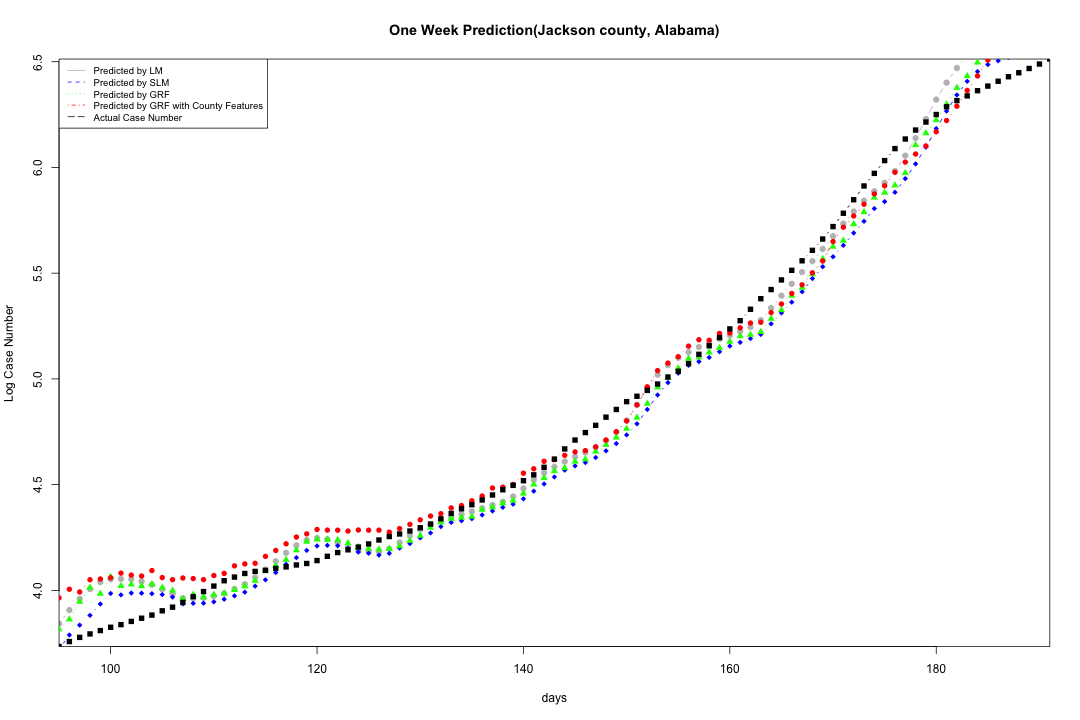 One Week Prediction(Jackson county, Alabama)
6.5
6.0
5.5
5.0
4.5
4.0
Log Case Number
Predicted by LM
Predicted by SLM
Predicted by GRF
Predicted by GRF with County Features
Actual Case Number
100
120
140
160
180
days